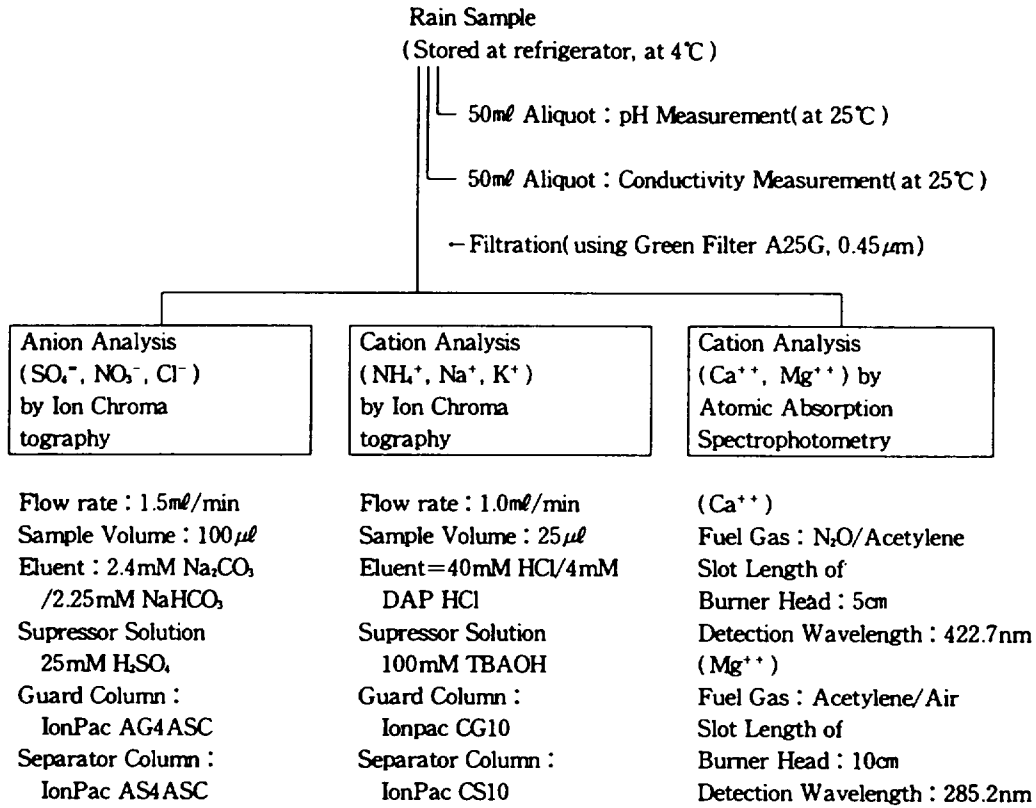 Rain Sample
(Stored at refrigerator, at 4℃)
50㎖ Aliquot : pH Measurement(at 25℃)
50㎖ Aliquot : Conductivity Measurement(at 25℃)
←Filtration(using Green Filter A25G, 0.45㎛)
Anion Analysis
(SO₄⁼, NO₃⁻, Cl⁻)
by Ion Chroma
tography
Cation Analysis
(NH₄⁺, Na⁺, K⁺)
by Ion Chroma
tography
Cation Analysis
(Ca⁺⁺, Mg⁺⁺) by
Atomic Absorption
Spectrophotometry
Flow rate : 1.5㎖/min
Sample Volume : 100㎕
Eluent : 2.4mM Na₂CO₃
/2.25mM NaHCO₃
Supressor Solution
25mM H₂SO₄
Guard Column :
IonPac AG4ASC
Separator Column :
IonPac AS4ASC
Flow rate : 1.0㎖/min
Sample Volume : 25㎕
Eluent=40mM HCl/4mM
DAP HCl
Supressor Solution
100mM TBAOH
Guard Column :
Ionpac CG10
Separator Column :
IonPac CS10
(Ca⁺⁺)
Fuel Gas : N₂O/Acetylene
Slot Length of
Burner Head : 5㎝
Detection Wavelength : 422.7nm
(Mg⁺⁺)
Fuel Gas : Acetylene/Air
Slot Length of
Burner Head : 10㎝
Detection Wavelength : 285.2nm